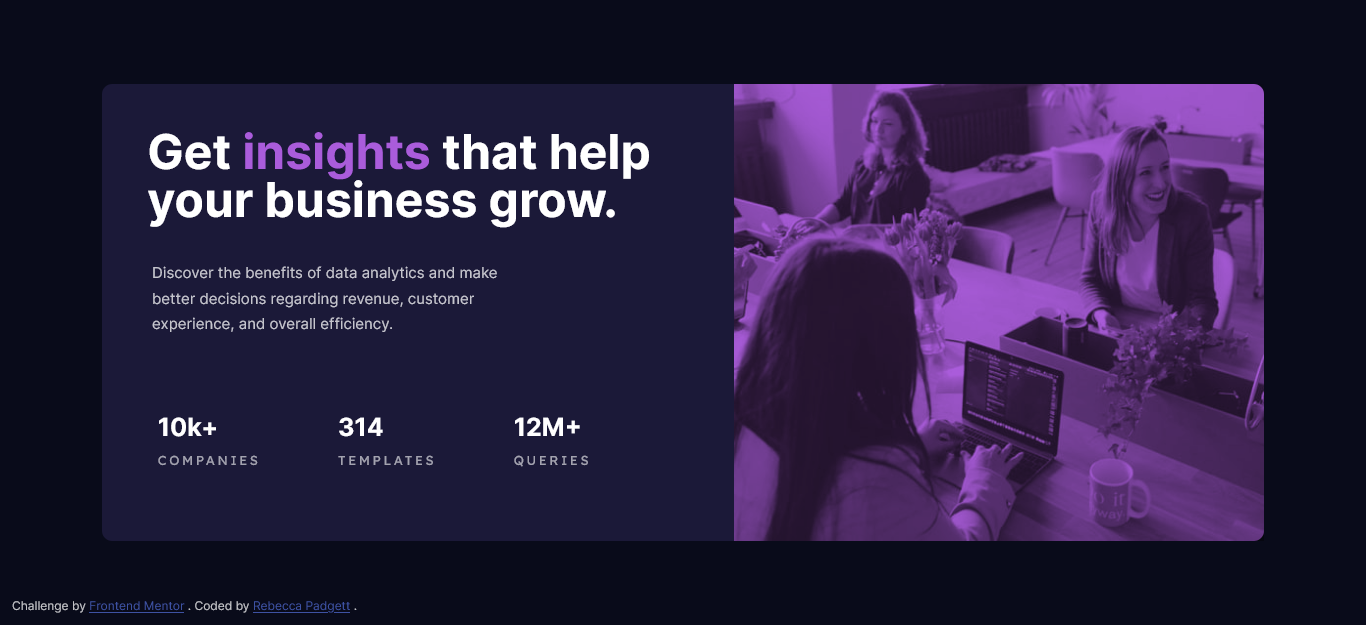 Get insights that help
your business grow.
Discover the benefits of data analytics and make
better decisions regarding revenue, customer
experience, and overall efficiency.
10k+ 314 12M+
COMPANIES TEMPLATES QUERIES
Challenge by Frontend Mentor . Coded by Rebecca Padgett .